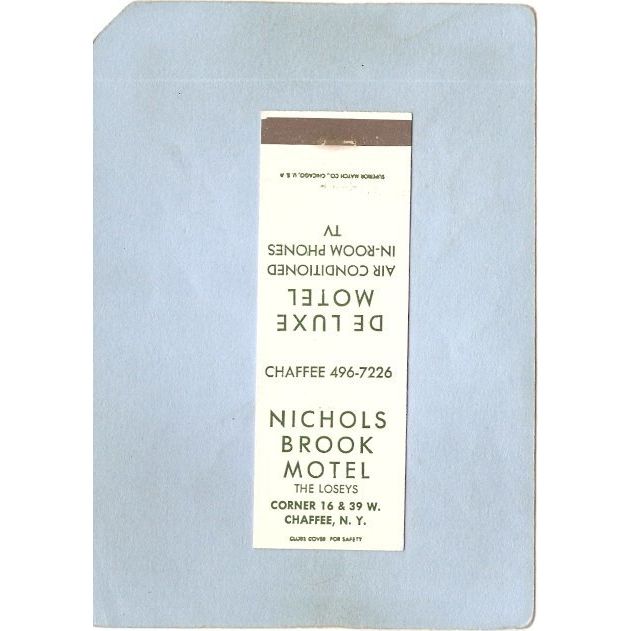 SUPERIOR MATCH CO., CHICAGO, U. S. A
DE LUXE
MOTEL
AIR CONDITIONED
IN-ROOM PHONES
TV
CHAFFEE 496-7226
NICHOLS
BROOK
MOTEL
THE LOSEYS
CORNER 16 & 39 W.
CHAFFEE, N. Y.
CLOSE COVER FOR SAFETY